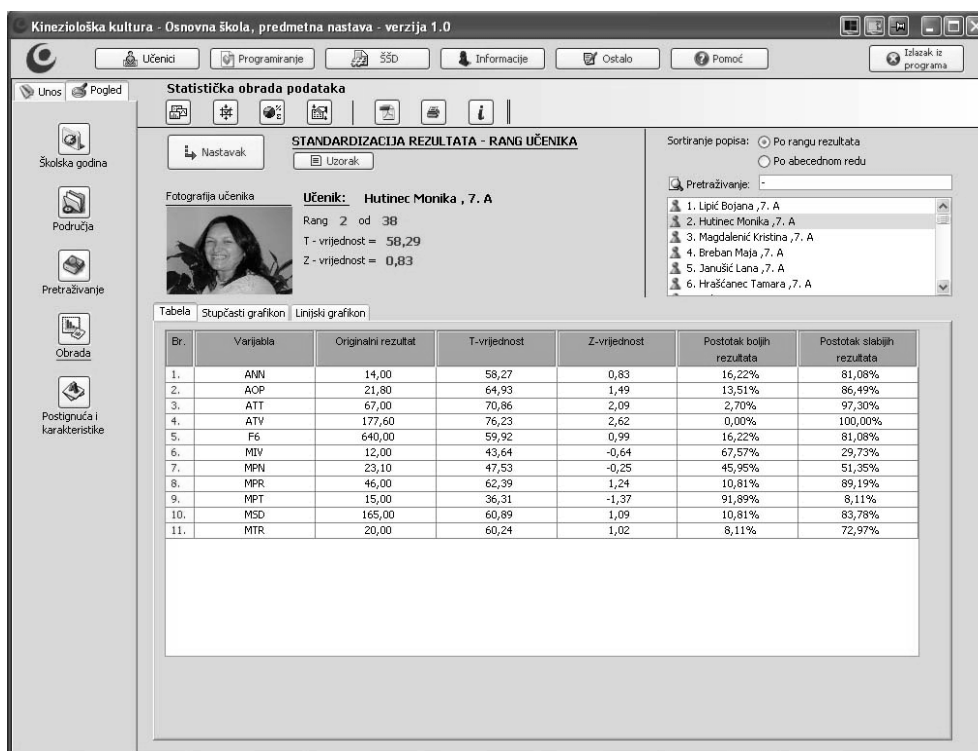 Kineziološka kultura - Osnovna škola, predmetna nastava - verzija 1.0
Učenici Programiranje ŠŠD Informacije Ostalo Pomoć Izlazak iz programa
Unos Pogled
Školska godina
Područja
Pretraživanje
Obrada
Postignuća i
karakteristike
Statistička obrada podataka
Nastavak
STANDARDIZACIJA REZULTATA - RANG UČENIKA
Uzorak
Sortiranje popisa: Po rangu rezultata
Po abecednom redu
Pretraživanje: -
Fotografija učenika
Učenik: Hutinec Monika , 7. A
Rang 2 od 38
T - vrijednost = 58,29
Z - vrijednost = 0,83
1. Lipić Bojana ,7. A
2. Hutinec Monika ,7. A
3. Magdalenić Kristina ,7. A
4. Breban Maja ,7. A
5. Janušić Lana ,7. A
6. Hrašćanec Tamara ,7. A
Tabela Stupčasti grafikon Linijski grafikon
Br. Varijabla Originalni rezultat T-vrijednost Z-vrijednost Postotak boljih rezultata Postotak slabijih rezultata
1. ANN 14,00 58,27 0,83 16,22% 81,08%
2. AOP 21,80 64,93 1,49 13,51% 86,49%
3. ATT 67,00 70,86 2,09 2,70% 97,30%
4. ATV 177,60 76,23 2,62 0,00% 100,00%
5. F6 640,00 59,92 0,99 16,22% 81,08%
6. MIV 12,00 43,64 -0,64 67,57% 29,73%
7. MPN 23,10 47,53 -0,25 45,95% 51,35%
8. MPR 46,00 62,39 1,24 10,81% 89,19%
9. MPT 15,00 36,31 -1,37 91,89% 8,11%
10. MSD 165,00 60,89 1,09 10,81% 83,78%
11. MTR 20,00 60,24 1,02 8,11% 72,97%